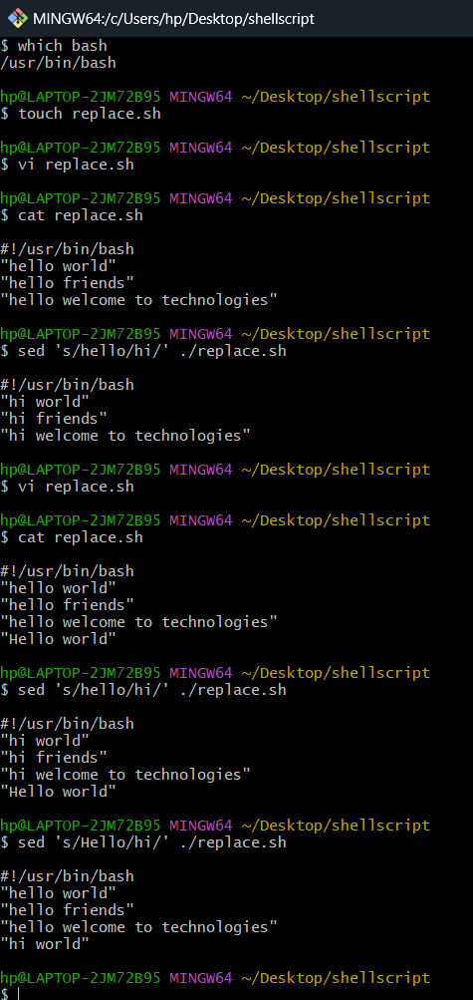 MINGW64:/c/Users/hp/Desktop/shellscript
$ which bash
/usr/bin/bash
hp@LAPTOP-2JM72B95 MINGW64 ~/Desktop/shellscript
$ touch replace.sh
hp@LAPTOP-2JM72B95 MINGW64 ~/Desktop/shellscript
$ vi replace.sh
hp@LAPTOP-2JM72B95 MINGW64 ~/Desktop/shellscript
$ cat replace.sh
#!/usr/bin/bash
"hello world"
"hello friends"
"hello welcome to technologies"
hp@LAPTOP-2JM72B95 MINGW64 ~/Desktop/shellscript
$ sed 's/hello/hi/' ./replace.sh
#!/usr/bin/bash
"hi world"
"hi friends"
"hi welcome to technologies"
hp@LAPTOP-2JM72B95 MINGW64 ~/Desktop/shellscript
$ vi replace.sh
hp@LAPTOP-2JM72B95 MINGW64 ~/Desktop/shellscript
$ cat replace.sh
#!/usr/bin/bash
"hello world"
"hello friends"
"hello welcome to technologies"
"Hello world"
hp@LAPTOP-2JM72B95 MINGW64 ~/Desktop/shellscript
$ sed 's/hello/hi/' ./replace.sh
#!/usr/bin/bash
"hi world"
"hi friends"
"hi welcome to technologies"
"Hello world"
hp@LAPTOP-2JM72B95 MINGW64 ~/Desktop/shellscript
$ sed 's/Hello/hi/' ./replace.sh
#!/usr/bin/bash
"hello world"
"hello friends"
"hello welcome to technologies"
"hi world"
hp@LAPTOP-2JM72B95 MINGW64 ~/Desktop/shellscript
$